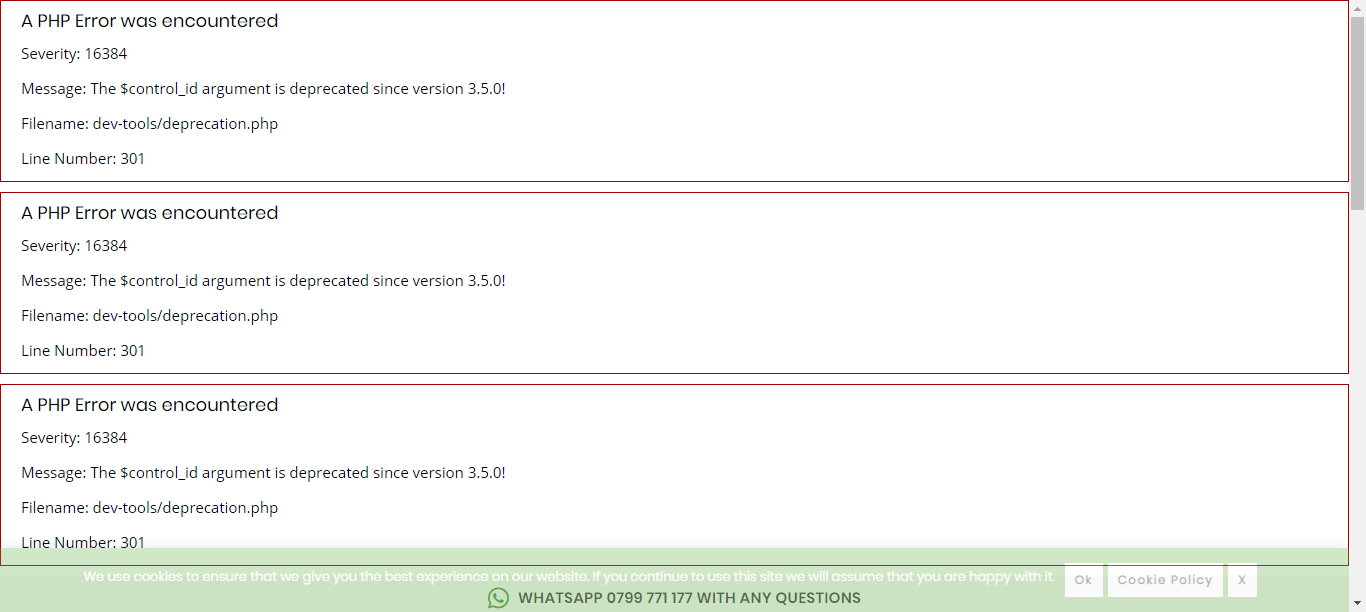 A PHP Error was encountered
Severity: 16384
Message: The $control_id argument is deprecated since version 3.5.0!
Filename: dev-tools/deprecation.php
Line Number: 301
A PHP Error was encountered
Severity: 16384
Message: The $control_id argument is deprecated since version 3.5.0!
Filename: dev-tools/deprecation.php
Line Number: 301
A PHP Error was encountered
Severity: 16384
Message: The $control_id argument is deprecated since version 3.5.0!
Filename: dev-tools/deprecation.php
Line Number: 301
We use cookies to ensure that we give you the best experience on our website. If you continue to use this site we will assume that you are happy with it. Ok Cookie Policy X
WHATSAPP 0799 771 177 WITH ANY QUESTIONS